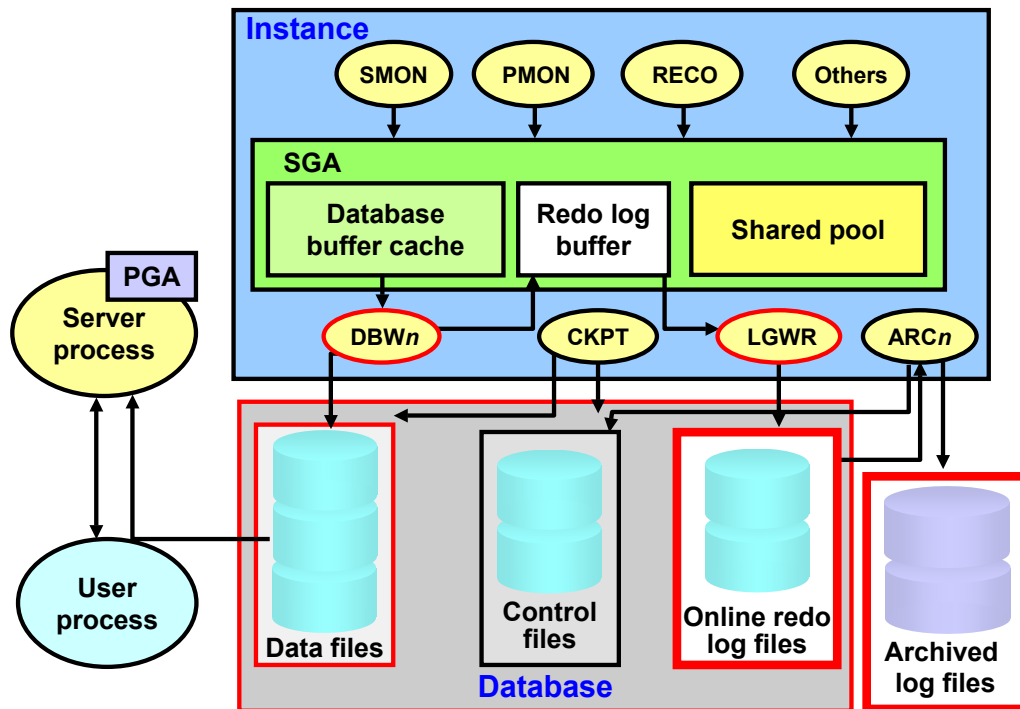 Instance
SMON
PMON
RECO
Others
SGA
Database
buffer cache
Redo log
buffer
Shared pool
PGA
Server
process
DBWn
CKPT
LGWR
ARCn
User
process
Data files
Control
files
Online redo
log files
Archived
log files
Database